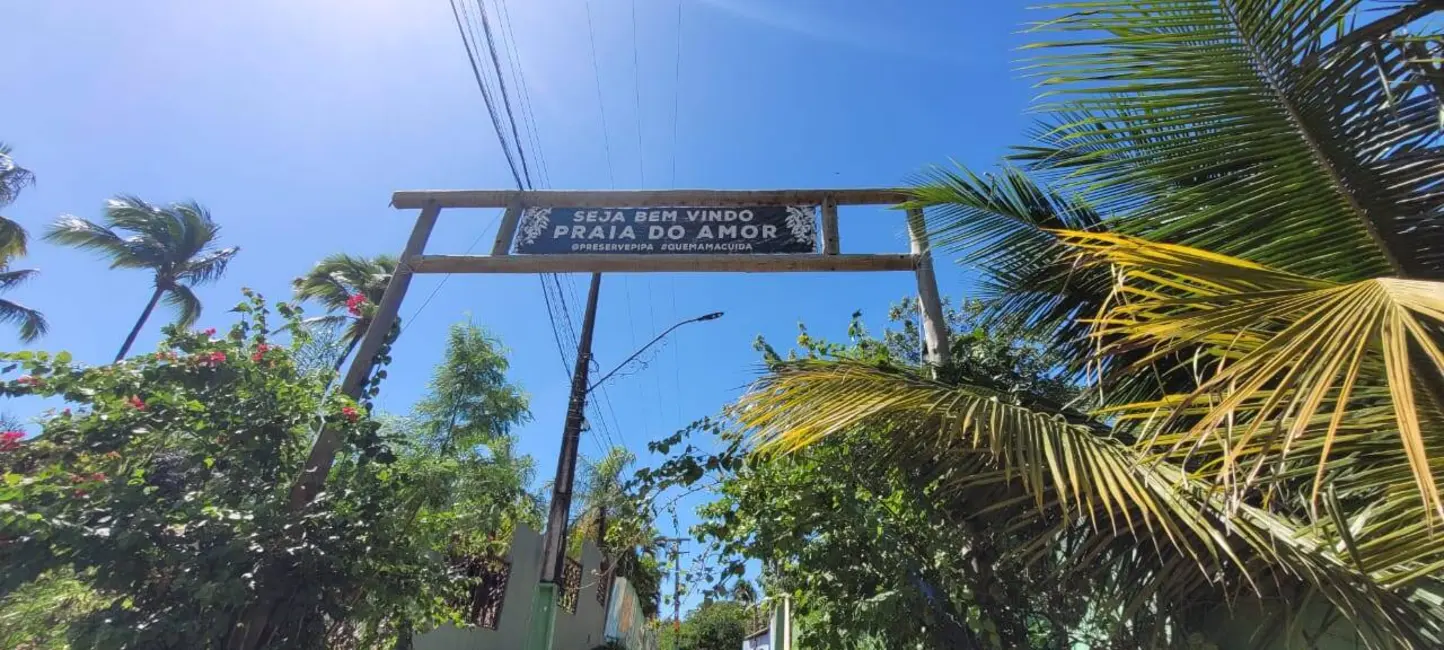 SEJA BEM VINDO
PRAIA DO AMOR
@PRESERVEPIPA #QUEMAMACUIDA